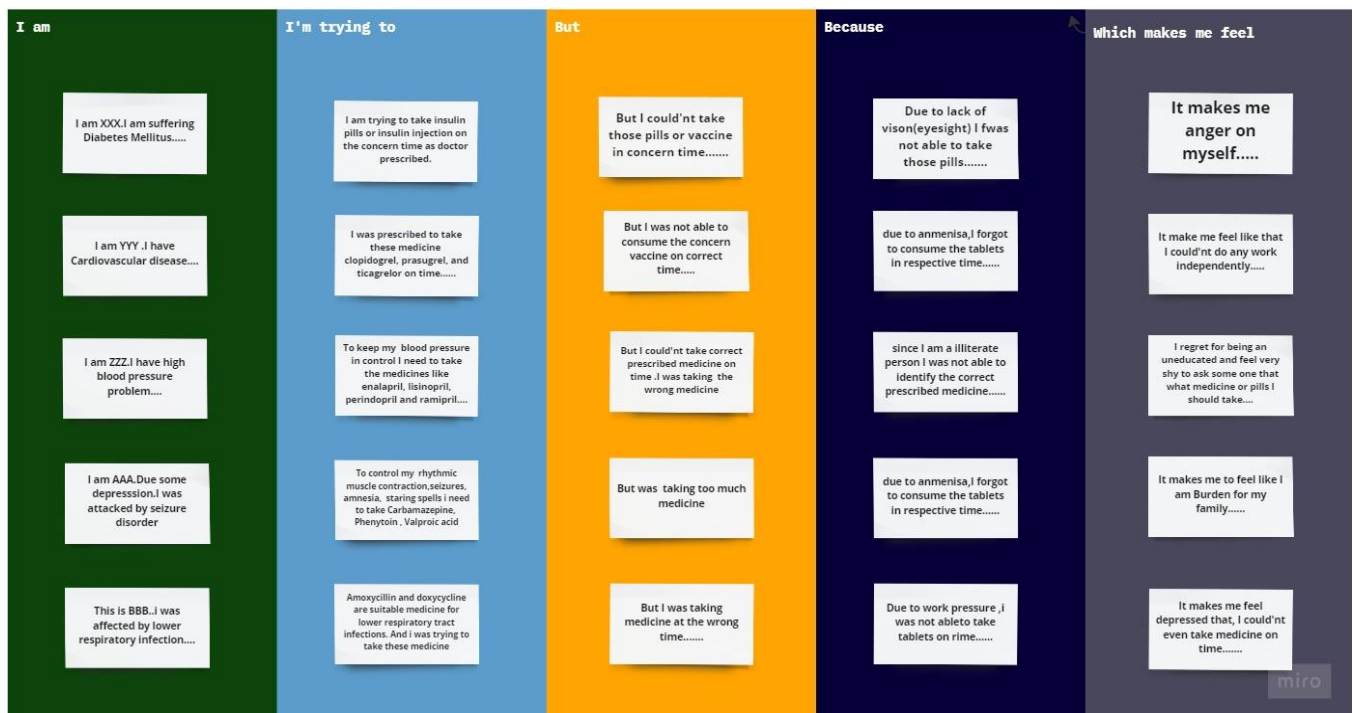 I am
I'm trying to
But
Because
Which makes me feel
I am XXX.I am suffering
Diabetes Mellitus.....
I am trying to take insulin
pills or insulin injection on
the concern time as doctor
prescribed.
But I could'nt take
those pills or vaccine
in concern time.......
Due to lack of
vison(eyesight) I fwas
not able to take
those pills.......
It makes me
anger on
myself.....
I am YYY .I have
Cardiovascular disease....
I was prescribed to take
these medicine
clopidogrel, prasugrel, and
ticagrelor on time......
But I was not able to
consume the concern
vaccine on correct
time.....
due to anmenisa,I forgot
to consume the tablets
in respective time......
It make me feel like that
I could'nt do any work
independently.....
I am ZZZ.I have high
blood pressure
problem....
To keep my blood pressure
in control I need to take
the medicines like
enalapril, lisinopril,
perindopril and ramipril....
But I could'nt take correct
prescribed medicine on
time .I was taking the
wrong medicine
since I am a illiterate
person I was not able to
identify the correct
prescribed medicine......
I regret for being an
uneducated and feel very
shy to ask some one that
what medicine or pills I
should take....
I am AAA.Due some
depresssion.I was
attacked by seizure
disorder
To control my rhythmic
muscle contraction,seizures,
amnesia, staring spells i need
to take Carbamazepine,
Phenytoin , Valproic acid
But was taking too much
medicine
due to anmenisa,I forgot
to consume the tablets
in respective time......
It makes me to feel like I
am Burden for my
family......
This is BBB..i was
affected by lower
respiratory infection....
Amoxycillin and doxycycline
are suitable medicine for
lower respiratory tract
infections. And i was trying to
take these medicine
But I was taking
medicine at the wrong
time.......
Due to work pressure ,i
was not ableto take
tablets on rime......
It makes me feel
depressed that, I could'nt
even take medicine on
time.......
miro